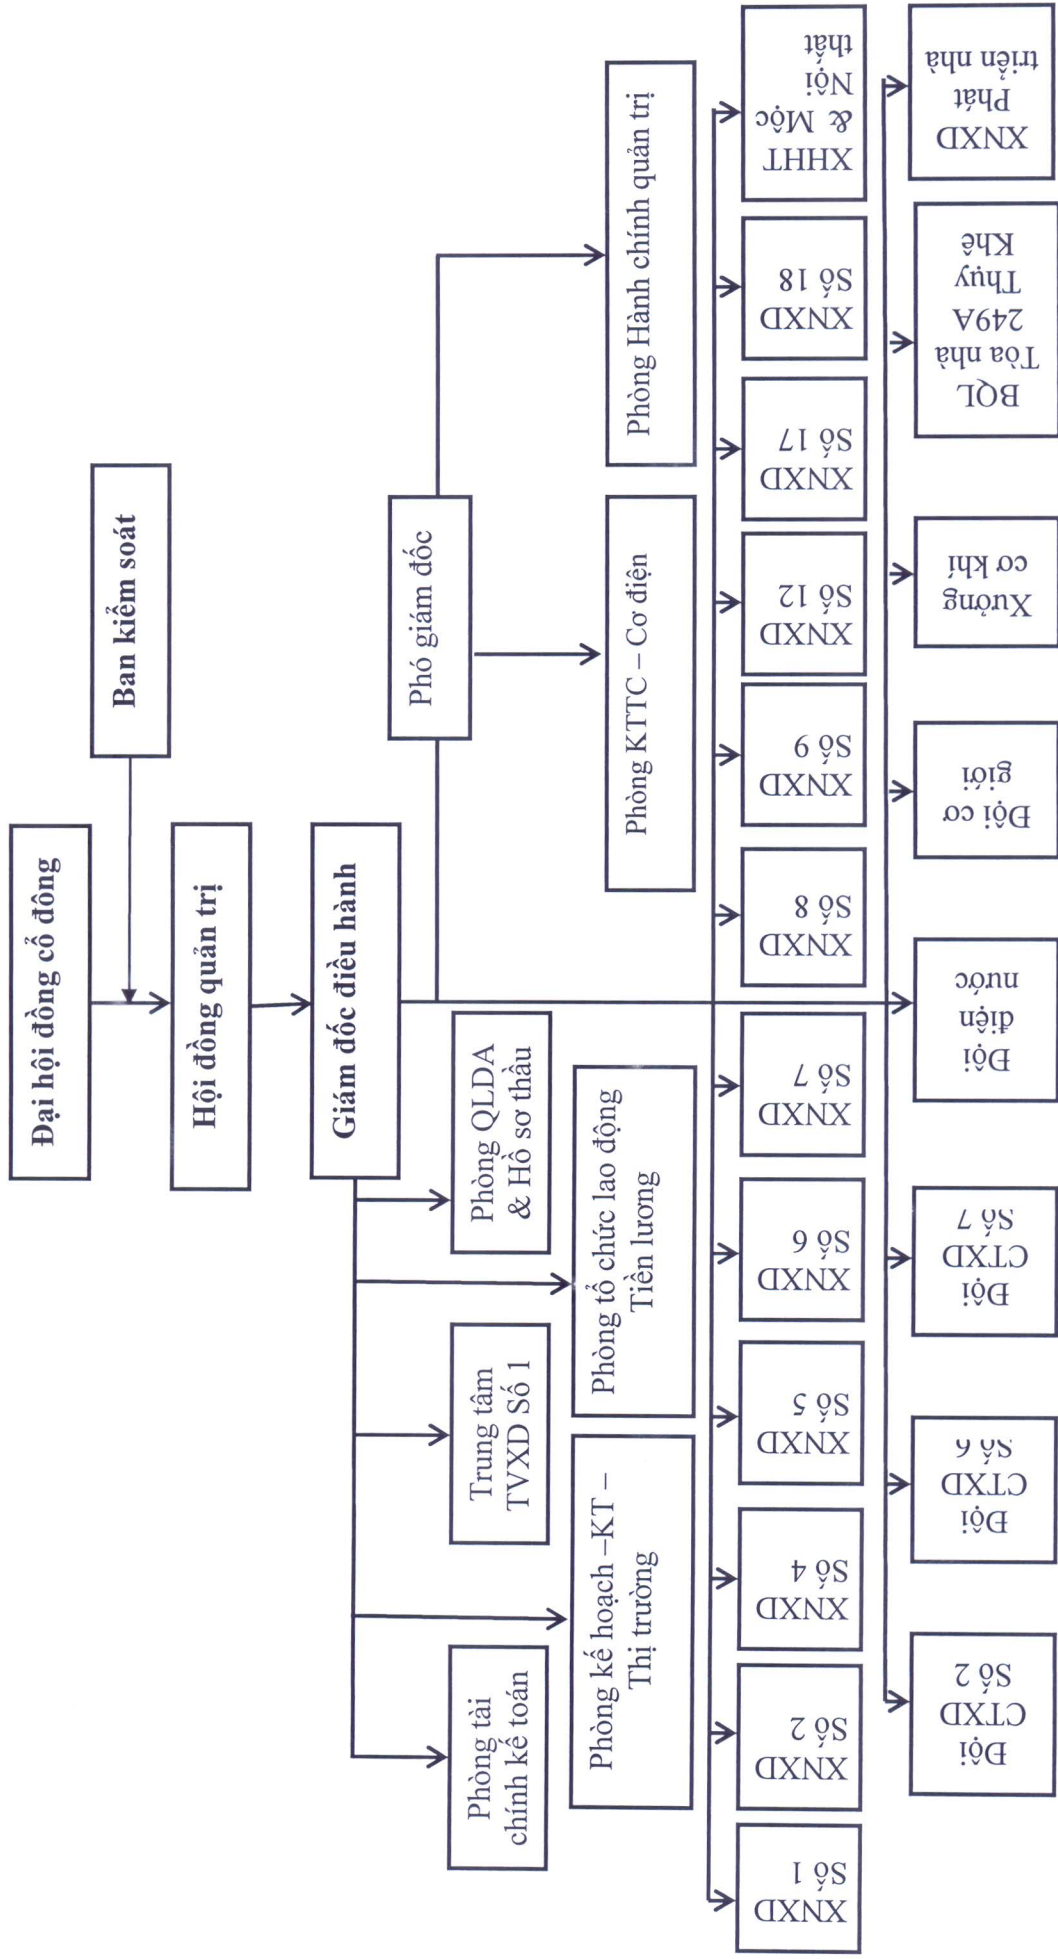 Đại hội đồng cổ đông
Ban kiểm soát
Hội đồng quản trị
Giám đốc điều hành
Phó giám đốc
Phòng tài
chính kế toán
Trung tâm
TVXD Số 1
Phòng QLDA
& Hồ sơ thầu
Phòng kế hoạch –KT –
Thị trường
Phòng tổ chức lao động
Tiền lương
Phòng KTTC – Cơ điện
Phòng Hành chính quản trị
XNXD
Số 1
XNXD
Số 2
XNXD
Số 4
XNXD
Số 5
XNXD
Số 6
XNXD
Số 7
XNXD
Số 8
XNXD
Số 9
XNXD
Số 12
XNXD
Số 17
XNXD
Số 18
XHHT
& Mộc
Nội
thất
Đội
CTXD
Số 2
Đội
CTXD
Số 6
Đội
CTXD
Số 7
Đội
điện
nước
Đội cơ
giới
Xưởng
cơ khí
BQL
Tòa nhà
249A
Thụy
Khê
XNXD
Phát
triển nhà